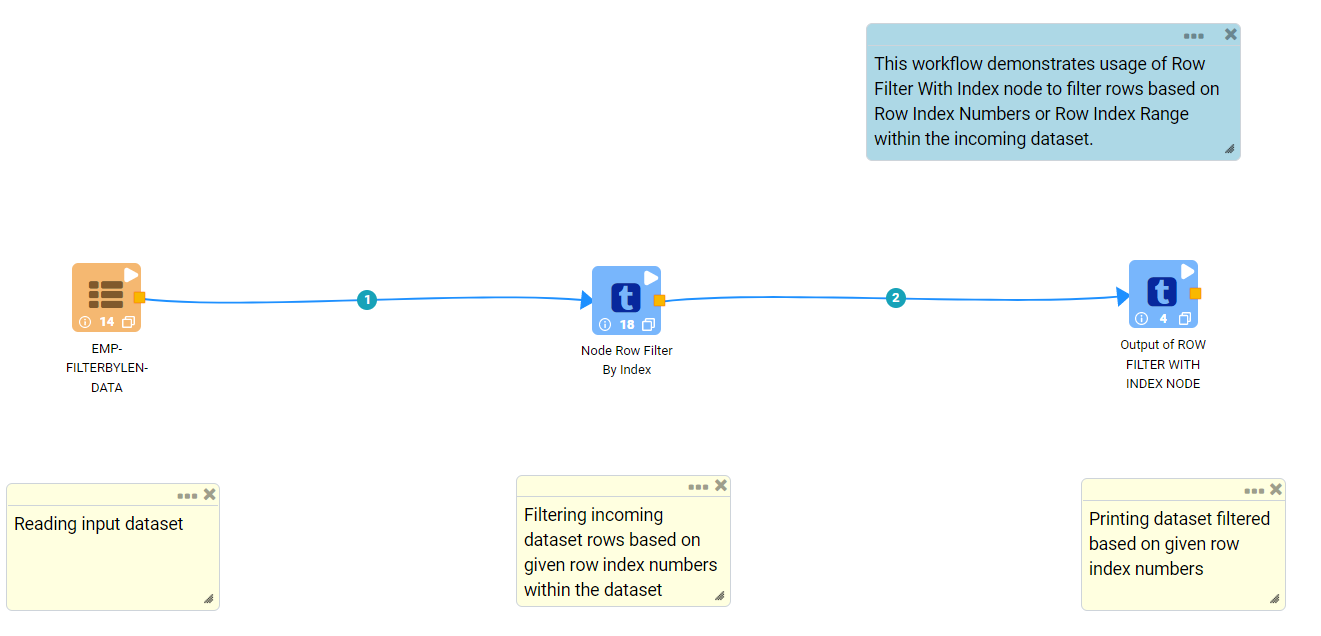 This workflow demonstrates usage of Row
Filter With Index node to filter rows based on
Row Index Numbers or Row Index Range
within the incoming dataset.
1
2
t
t
14
18
4
EMP-
FILTERBYLEN-
DATA
Node Row Filter
By Index
Output of ROW
FILTER WITH
INDEX NODE
Reading input dataset
Filtering incoming
dataset rows based on
given row index numbers
within the dataset
Printing dataset filtered
based on given row
index numbers